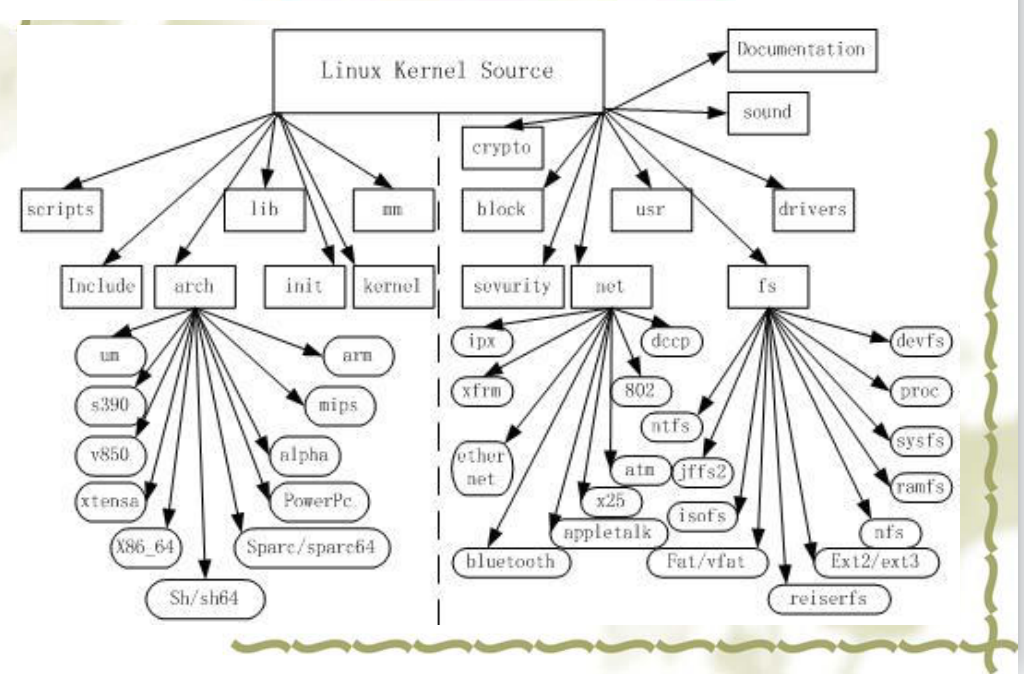 Linux Kernel Source
Documentation
sound
crypto
scripts
lib
mm
block
usr
drivers
Include
arch
init
kernel
sevurity
net
fs
um
arm
ipx
dccp
devfs
s390
mips
xfrm
802
proc
ntfs
v850
alpha
ether
net
atm
jffs2
sysfs
xtensa
PowerPc
x25
isofs
ramfs
X86_64
Sparc/sparc64
appletalk
nfs
bluetooth
Fat/vfat
Ext2/ext3
Sh/sh64
reiserfs